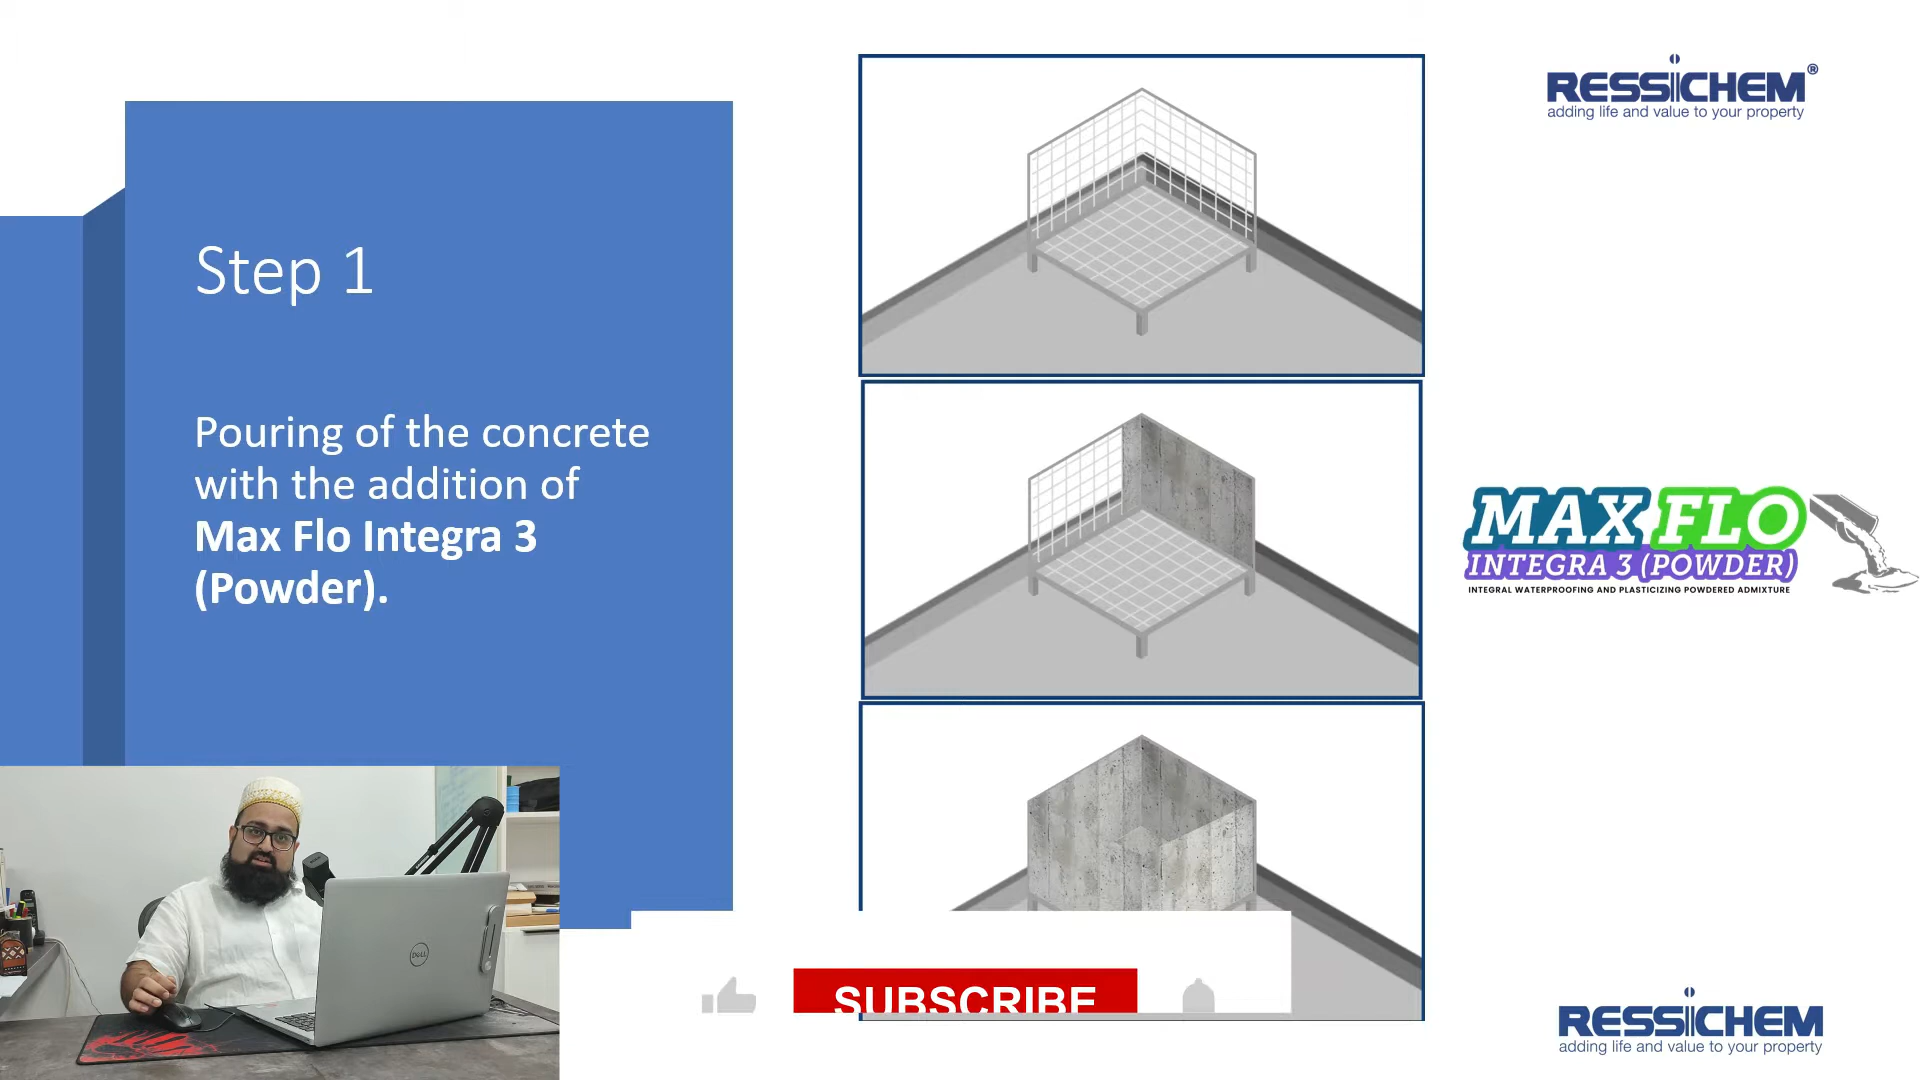 Step 1
Pouring of the concrete
with the addition of
Max Flo Integra 3
(Powder).
RESSICHEM®
adding life and value to your property
MAX FLO
INTEGRA 3 (POWDER)
INTEGRAL WATERPROOFING AND PLASTICIZING POWDERED ADMIXTURE
DELL
SUBSCRIBE
RESSICHEM
adding life and value to your property